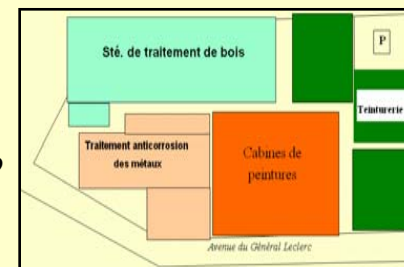 Sté. de traitement de bois
P
Teinturerie
Traitement anticorrosion
des métaux
Cabines de
peintures
Avenue du Général Leclerc